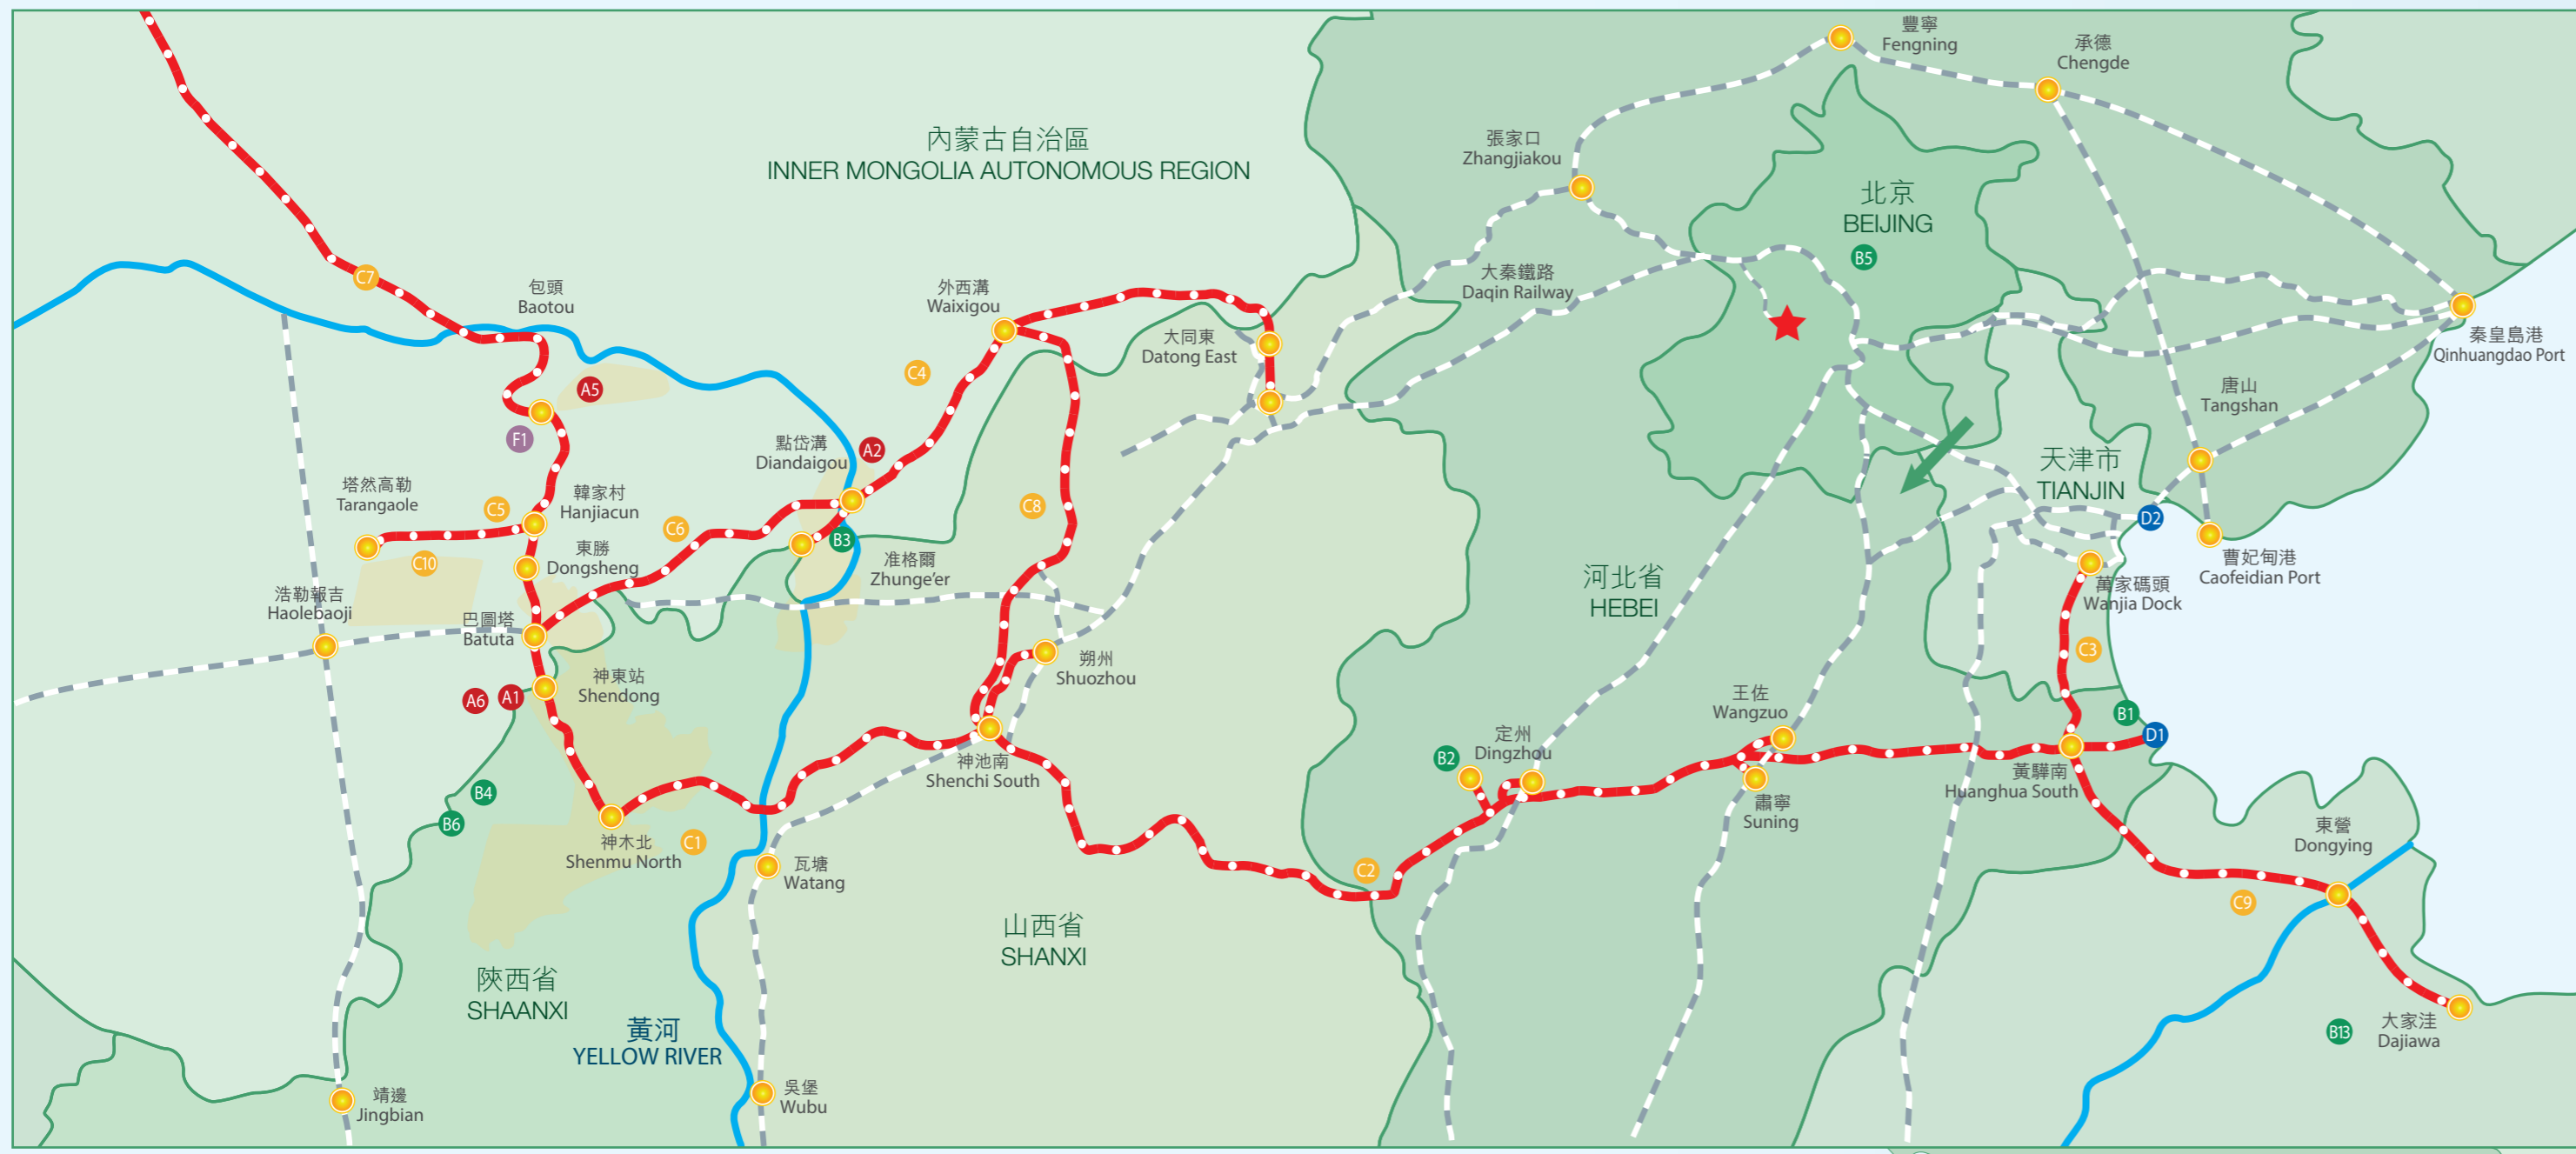 豐寧
Fengning
承德
Chengde
張家口
Zhangjiakou
內蒙古自治區
INNER MONGOLIA AUTONOMOUS REGION
北京
BEIJING
B5
C7
包頭
Baotou
外西溝
Waixigou
大秦鐵路
Daqin Railway
大同東
Datong East
秦皇島港
Qinhuangdao Port
C4
A5
唐山
Tangshan
F1
點岱溝
Diandaigou
A2
天津市
TIANJIN
塔然高勒
Tarangaole
C5
韓家村
Hanjiacun
C6
C8
D2
B3
東勝
Dongsheng
C10
准格爾
Zhunge'er
曹妃甸港
Caofeidian Port
河北省
HEBEI
萬家碼頭
Wanjia Dock
浩勒報吉
Haolebaoji
巴圖塔
Batuta
C3
朔州
Shuozhou
神東站
Shendong
A6
A1
王佐
Wangzuo
B1
D1
定州
Dingzhou
B2
神池南
Shenchi South
黃驊南
Huanghua South
B4
肅寧
Suning
B6
東營
Dongying
神木北
Shenmu North
C1
瓦塘
Watang
C2
C9
山西省
SHANXI
陝西省
SHAANXI
黃河
YELLOW RIVER
B13
大家洼
Dajiawa
靖邊
Jingbian
吳堡
Wubu